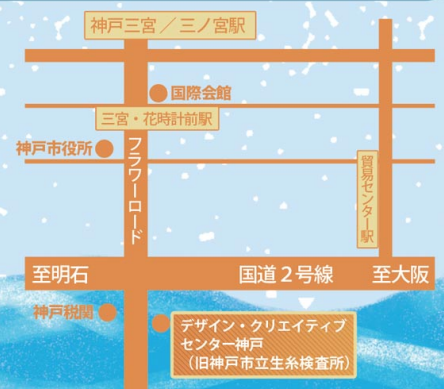 神戸三宮／三ノ宮駅
国際会館
三宮・花時計前駅
神戸市役所
フラワーロード
貿易センター駅
至明石
国道２号線
至大阪
神戸税関
デザイン・クリエイティブ
センター神戸
（旧神戸市立生糸検査所）